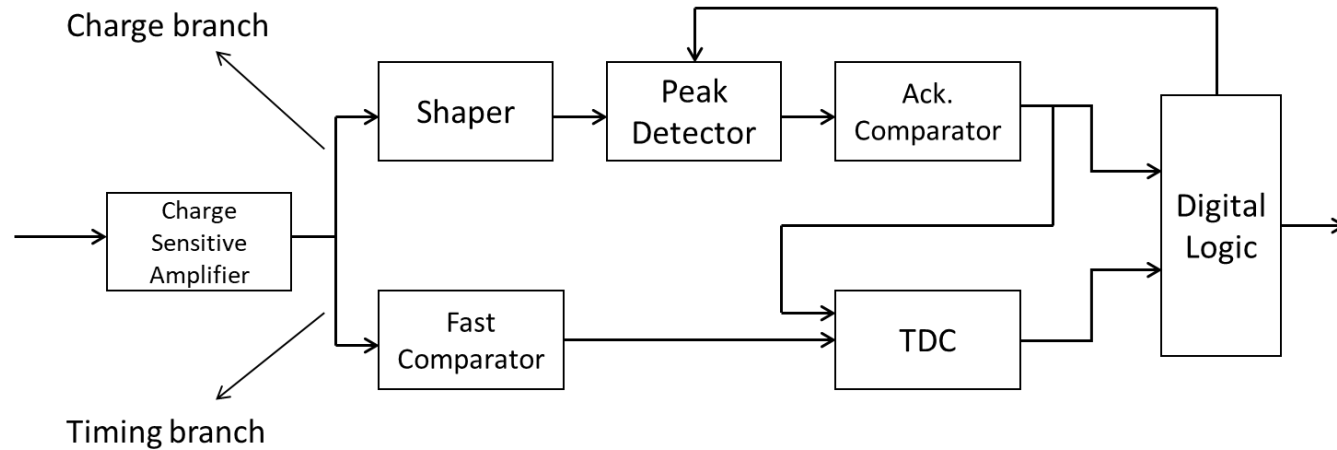 Charge branch
Shaper
Peak
Detector
Ack.
Comparator
Charge
Sensitive
Amplifier
Digital
Logic
Fast
Comparator
TDC
Timing branch